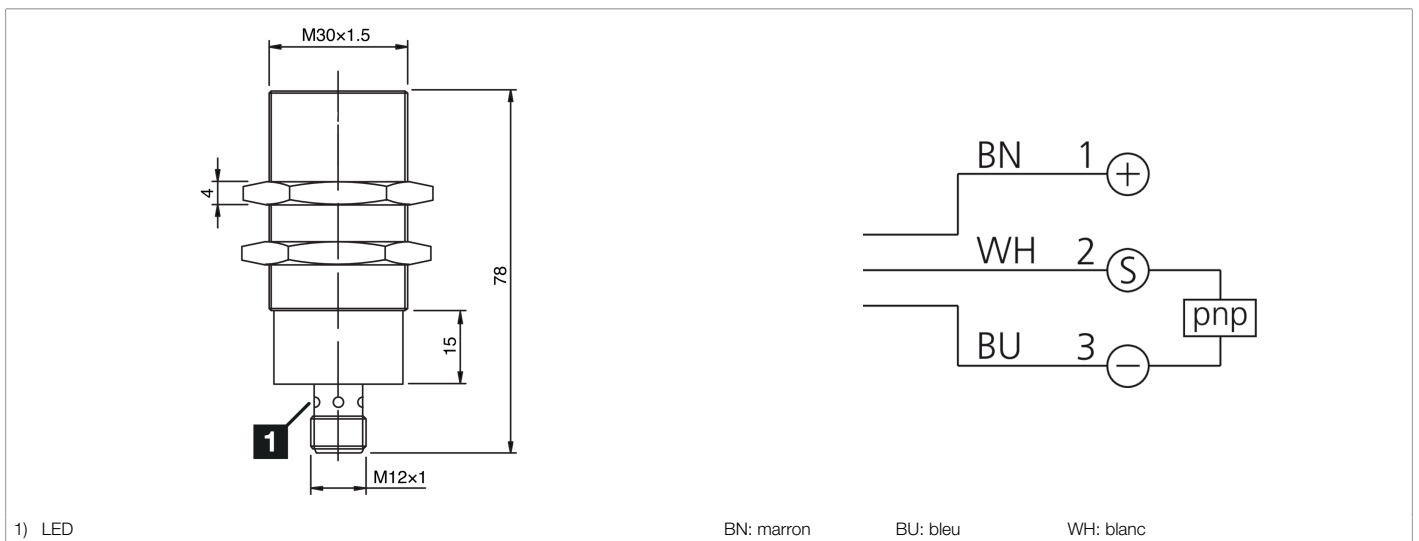 M30×1.5
4
78
15
1
M12×1
BN 1 +
WH 2 S
pnp
BU 3 −
1) LED
BN: marron BU: bleu WH: blanc